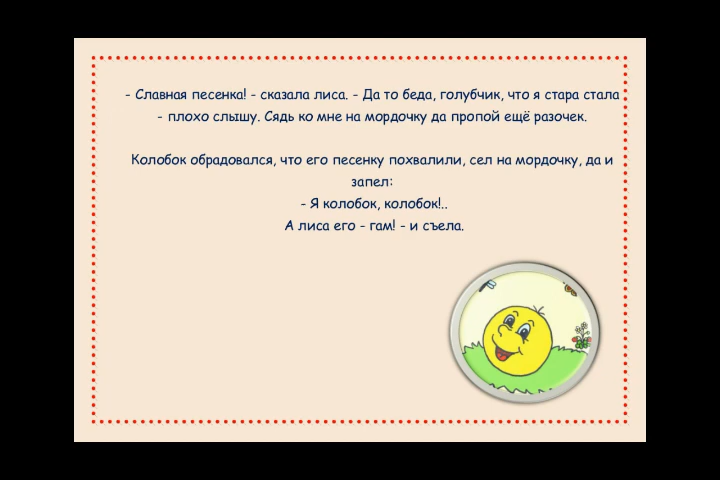 - Славная песенка! - сказала лиса. - Да то беда, голубчик, что я стара стала
- плохо слышу. Сядь ко мне на мордочку да пропой ещё разочек.
Колобок обрадовался, что его песенку похвалили, сел на мордочку, да и
запел:
- Я колобок, колобок!..
А лиса его - гам! - и съела.